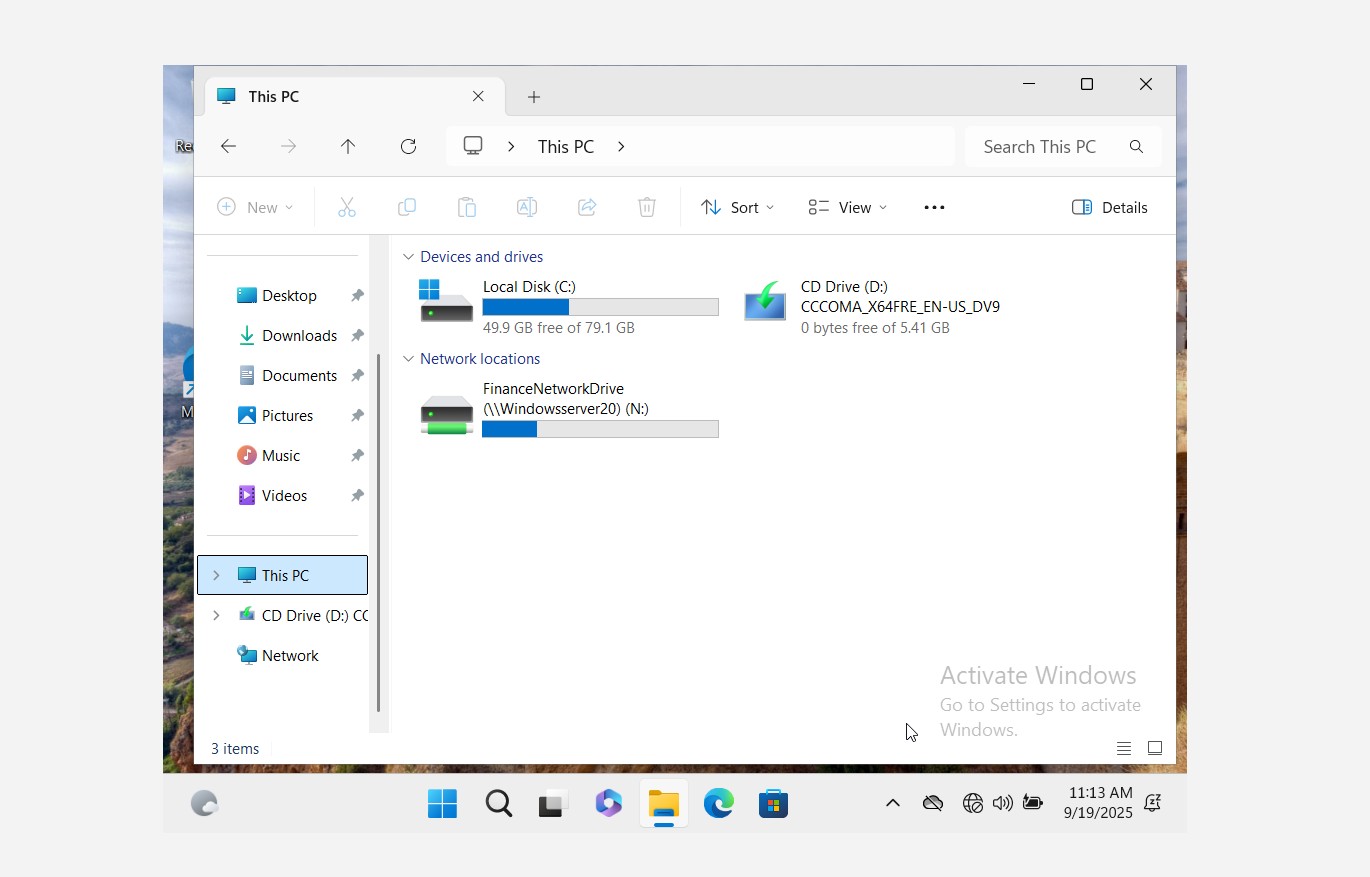 This PC
Re
This PC
Search This PC
New
Sort
View
Details
Desktop
Downloads
Documents
Pictures
Music
Videos
This PC
CD Drive (D:) CC
Network
Devices and drives
Local Disk (C:)
49.9 GB free of 79.1 GB
CD Drive (D:)
CCCOMA_X64FRE_EN-US_DV9
0 bytes free of 5.41 GB
Network locations
FinanceNetworkDrive
(\\Windowsserver20) (N:)
M
Activate Windows
Go to Settings to activate
Windows.
3 items
11:13 AM
9/19/2025